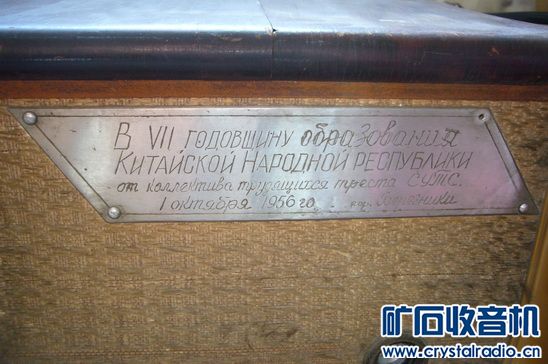 В VII ГОДОВЩИНУ образования
КИТАЙСКОЙ НАРОДНОЙ РЕСПУБЛИКИ
от коллектива трудящихся треста СУЖС.
1 октября 1956 го.
矿石收音机
www.crystalradio.cn